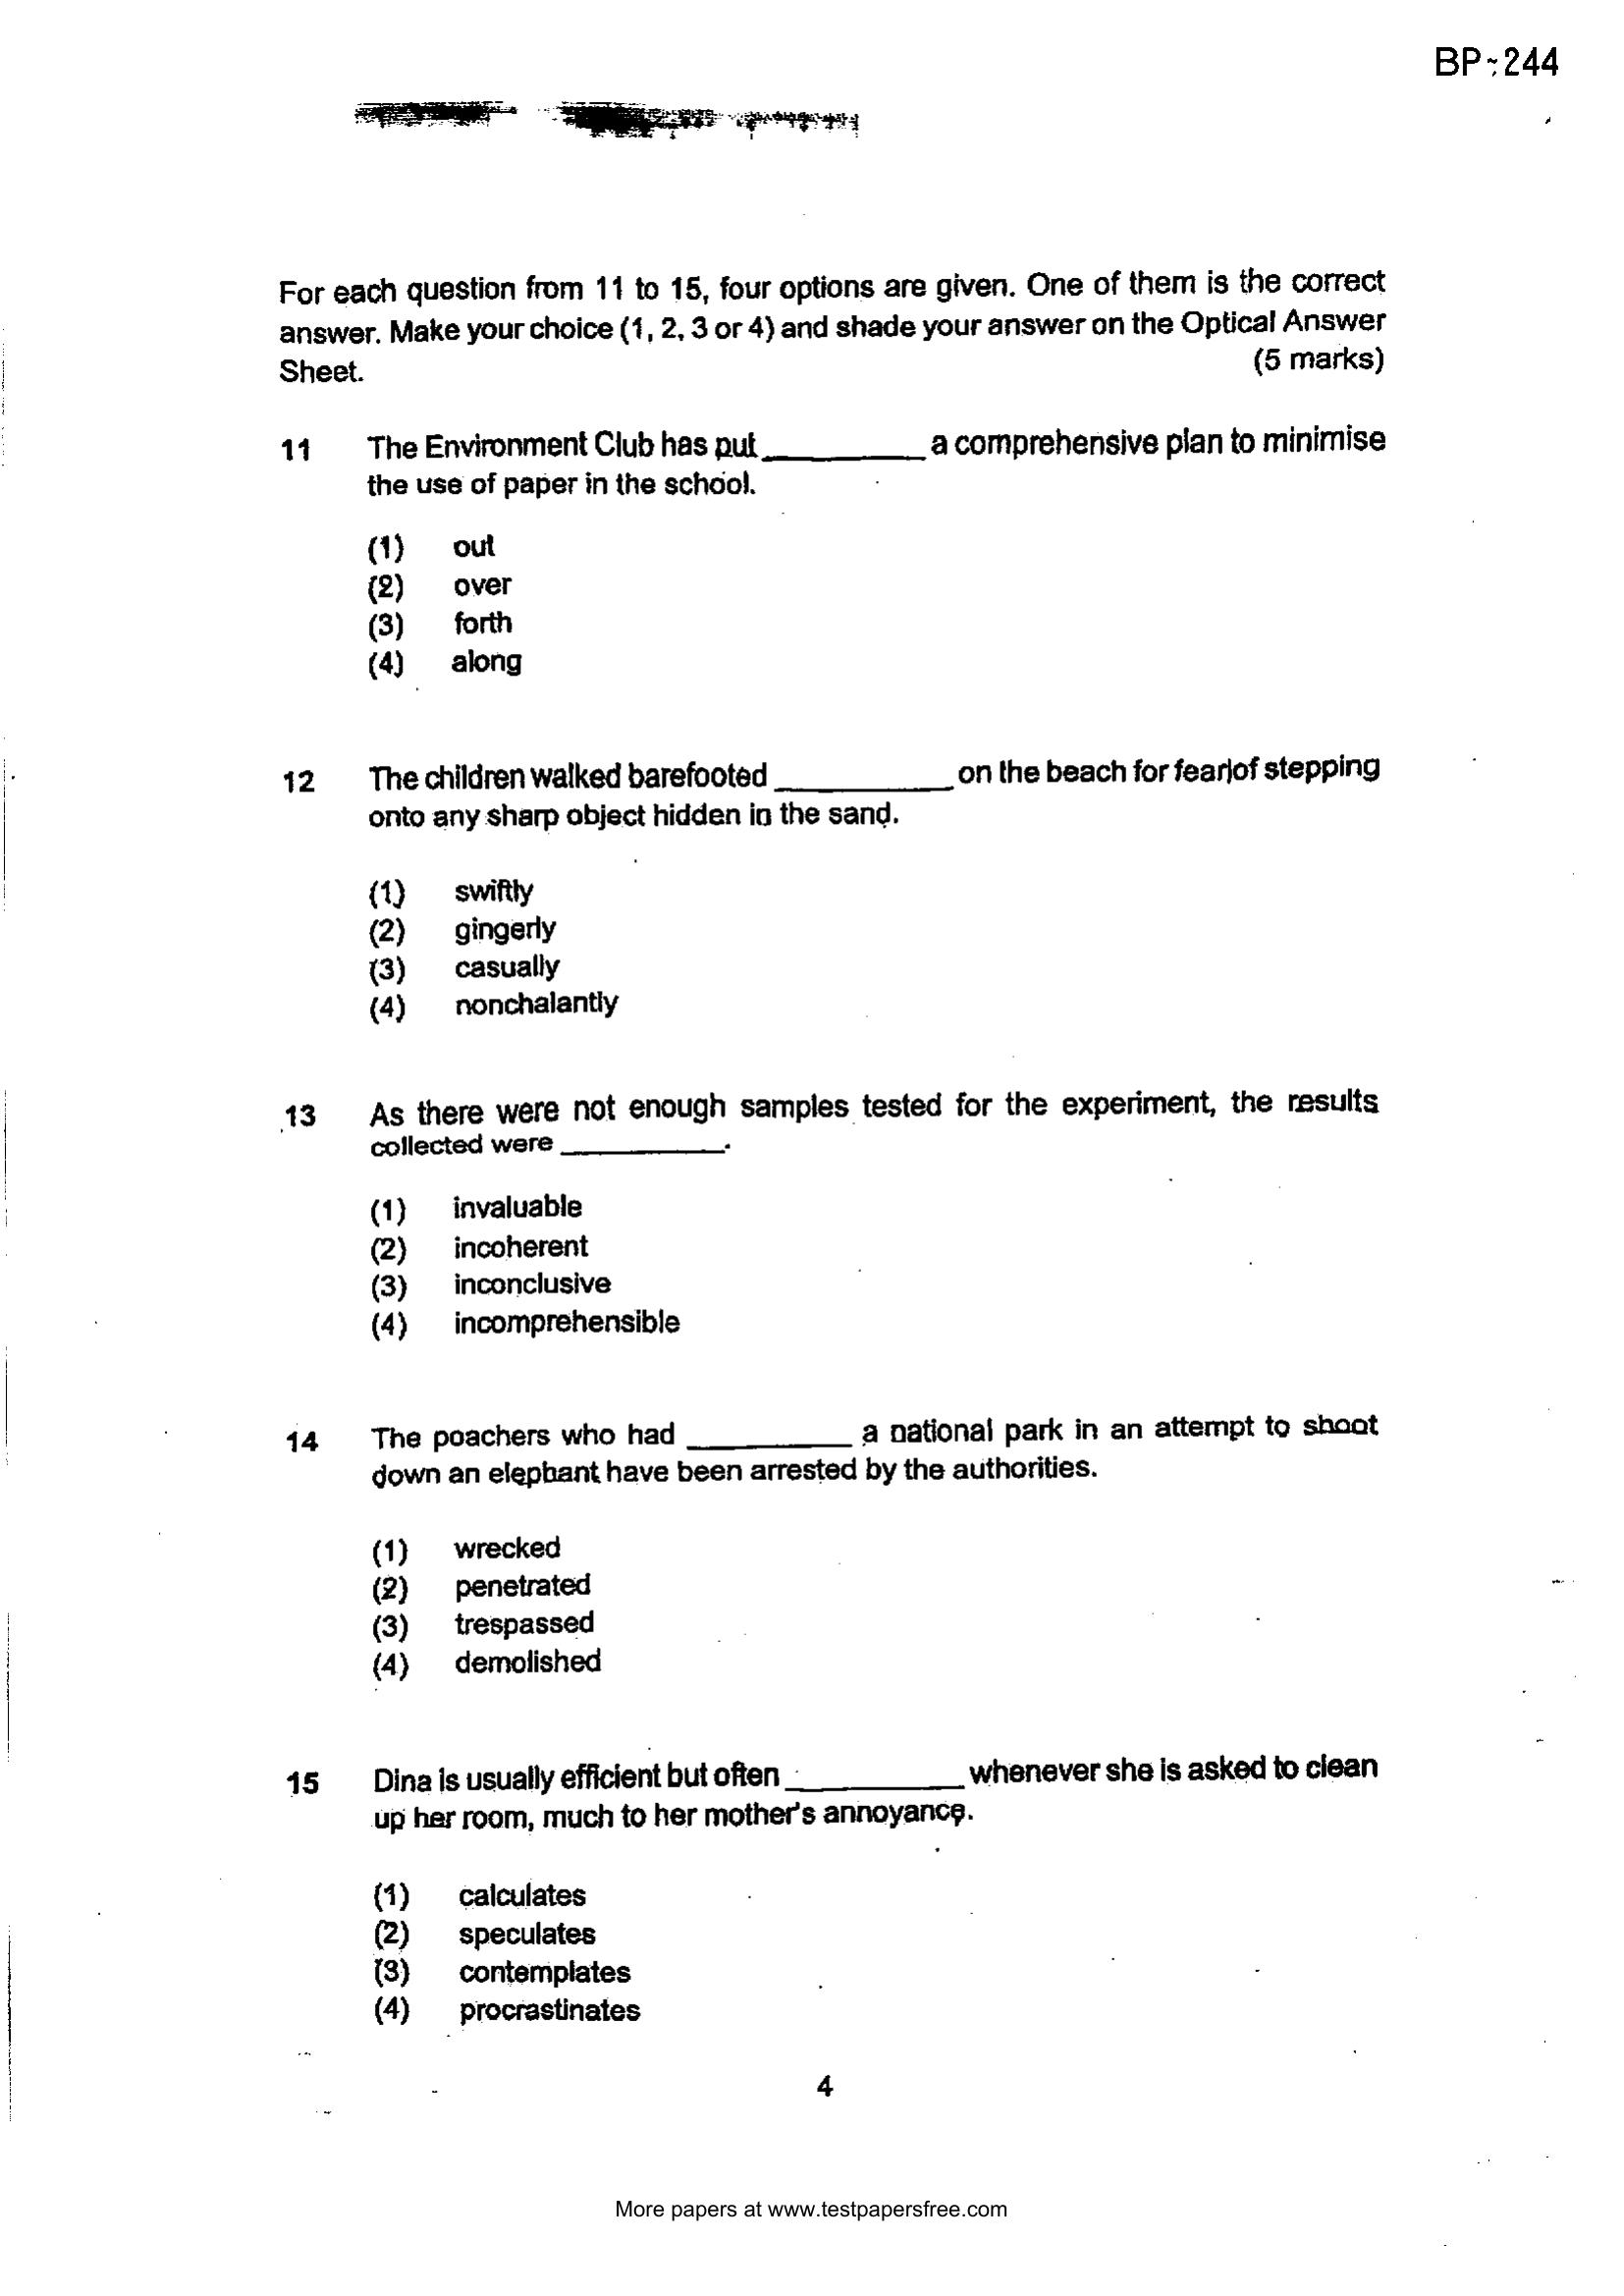 BP-244
For each question from 11 to 15, four options are given. One of them is the correct
answer. Make your choice (1, 2, 3 or 4) and shade your answer on the Optical Answer
Sheet. (5 marks)
11 The Environment Club has put __________ a comprehensive plan to minimise
the use of paper in the school.
(1) out
(2) over
(3) forth
(4) along
12 The children walked barefooted __________ on the beach for fear of stepping
onto any sharp object hidden in the sand.
(1) swiftly
(2) gingerly
(3) casually
(4) nonchalantly
13 As there were not enough samples tested for the experiment, the results
collected were __________.
(1) invaluable
(2) incoherent
(3) inconclusive
(4) incomprehensible
14 The poachers who had __________ a national park in an attempt to shoot
down an elephant have been arrested by the authorities.
(1) wrecked
(2) penetrated
(3) trespassed
(4) demolished
15 Dina is usually efficient but often __________ whenever she is asked to clean
up her room, much to her mother's annoyance.
(1) calculates
(2) speculates
(3) contemplates
(4) procrastinates
4
More papers at www.testpapersfree.com